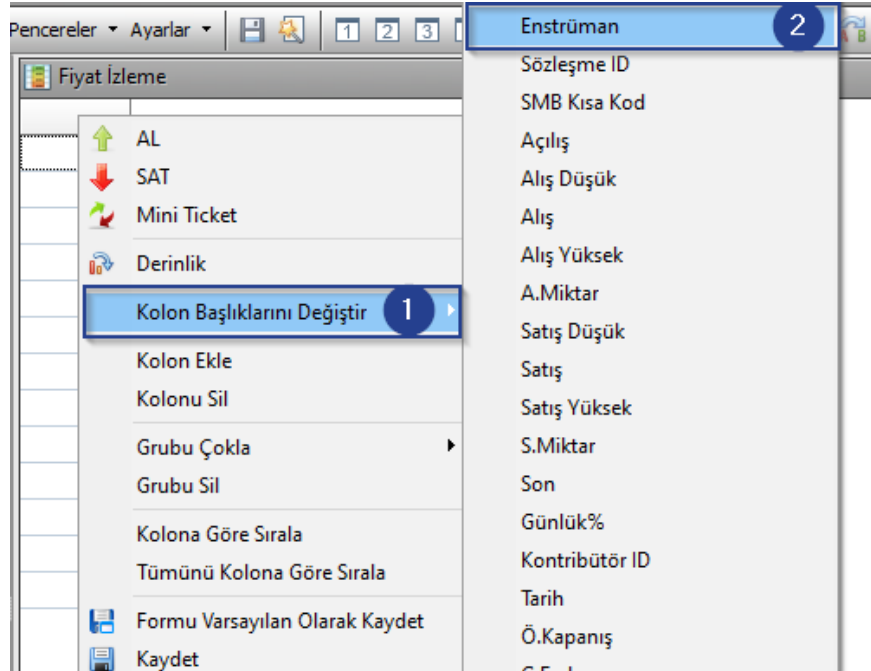 Pencereler Ayarlar 1 2 3
Fiyat İzleme
AL
SAT
Mini Ticket
Derinlik
Kolon Başlıklarını Değiştir 1
Kolon Ekle
Kolonu Sil
Grubu Çokla
Grubu Sil
Kolona Göre Sırala
Tümünü Kolona Göre Sırala
Formu Varsayılan Olarak Kaydet
Kaydet
Enstrüman 2
Sözleşme ID
SMB Kısa Kod
Açılış
Alış Düşük
Alış
Alış Yüksek
A.Miktar
Satış Düşük
Satış
Satış Yüksek
S.Miktar
Son
Günlük%
Kontribütör ID
Tarih
Ö.Kapanış